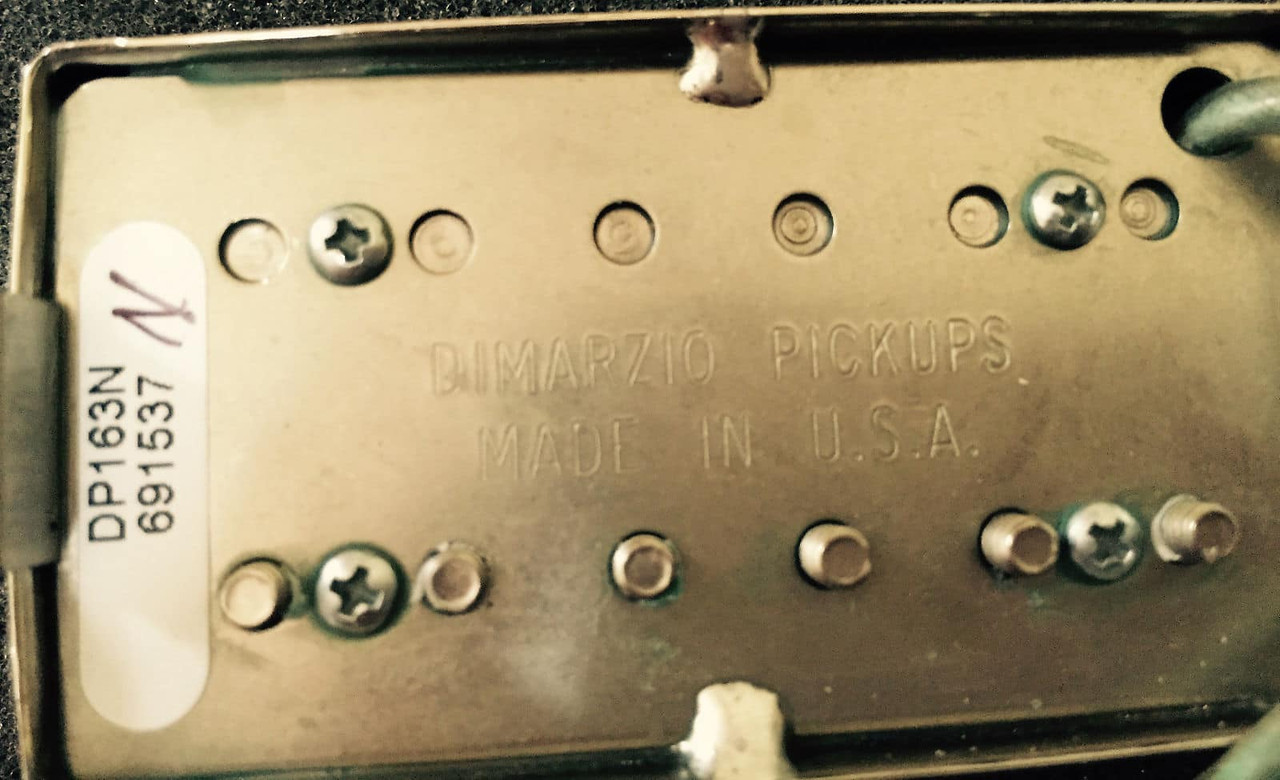 DIMARZIO PICKUPS
MADE IN U.S.A.
DP163N
691537
N